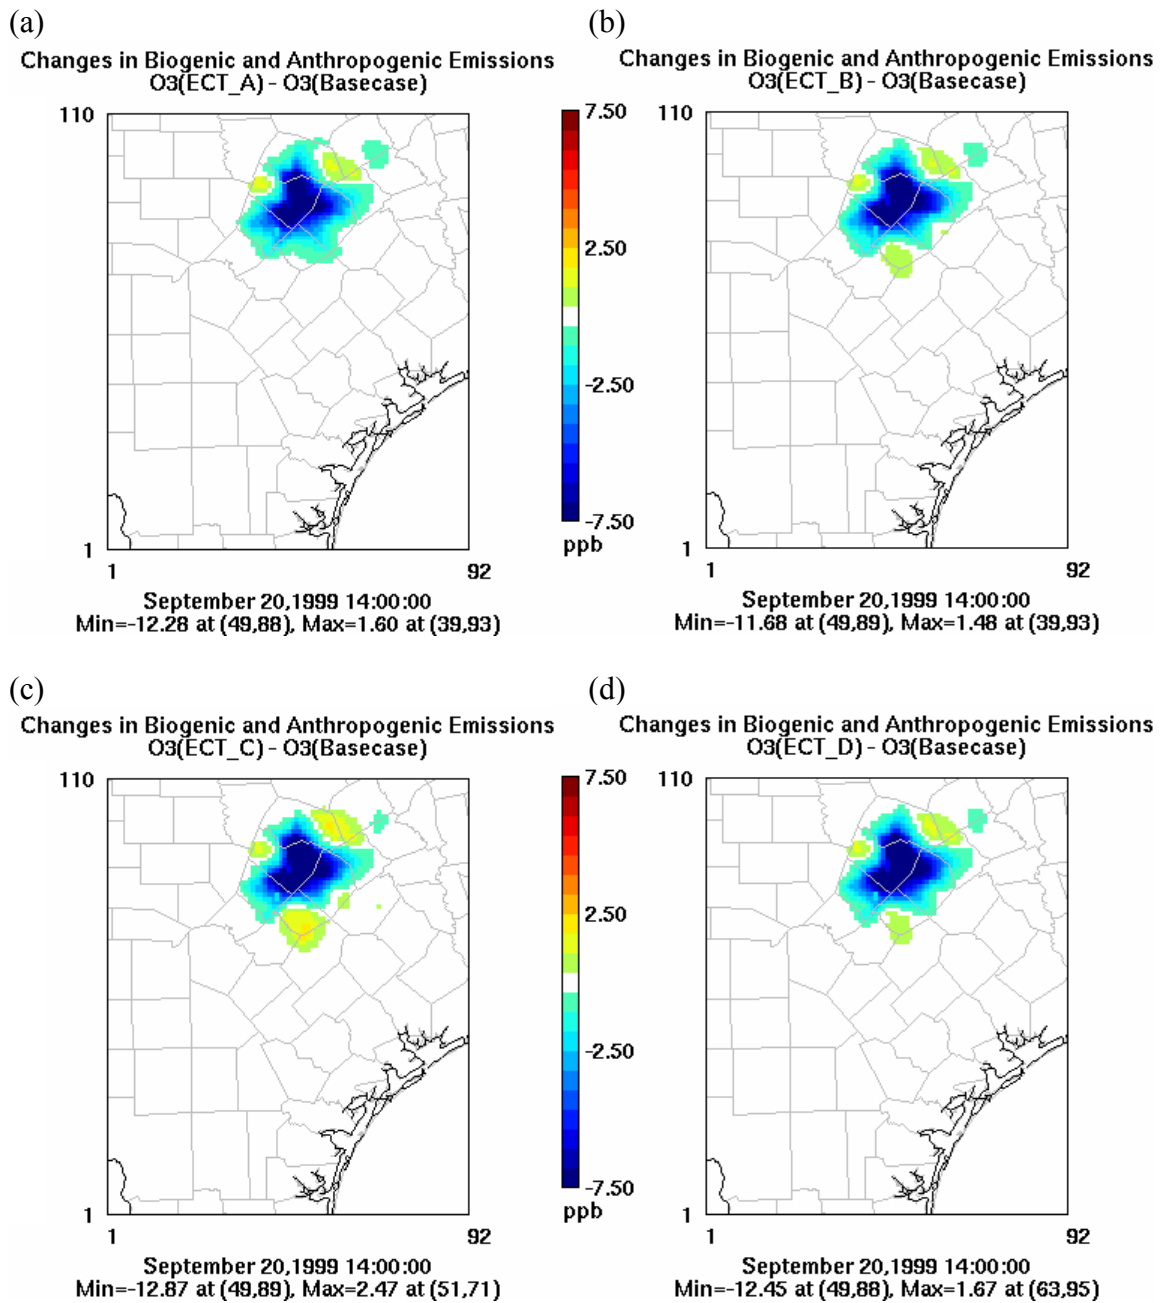 (a)
Changes in Biogenic and Anthropogenic Emissions
O3(ECT_A) - O3(Basecase)
110
1
1
92
September 20,1999 14:00:00
Min=-12.28 at (49,88), Max=1.60 at (39,93)
7.50
2.50
-2.50
-7.50
ppb
(b)
Changes in Biogenic and Anthropogenic Emissions
O3(ECT_B) - O3(Basecase)
110
1
1
92
September 20,1999 14:00:00
Min=-11.68 at (49,89), Max=1.48 at (39,93)
(c)
Changes in Biogenic and Anthropogenic Emissions
O3(ECT_C) - O3(Basecase)
110
1
1
92
September 20,1999 14:00:00
Min=-12.87 at (49,89), Max=2.47 at (51,71)
7.50
2.50
-2.50
-7.50
ppb
(d)
Changes in Biogenic and Anthropogenic Emissions
O3(ECT_D) - O3(Basecase)
110
1
1
92
September 20,1999 14:00:00
Min=-12.45 at (49,88), Max=1.67 at (63,95)